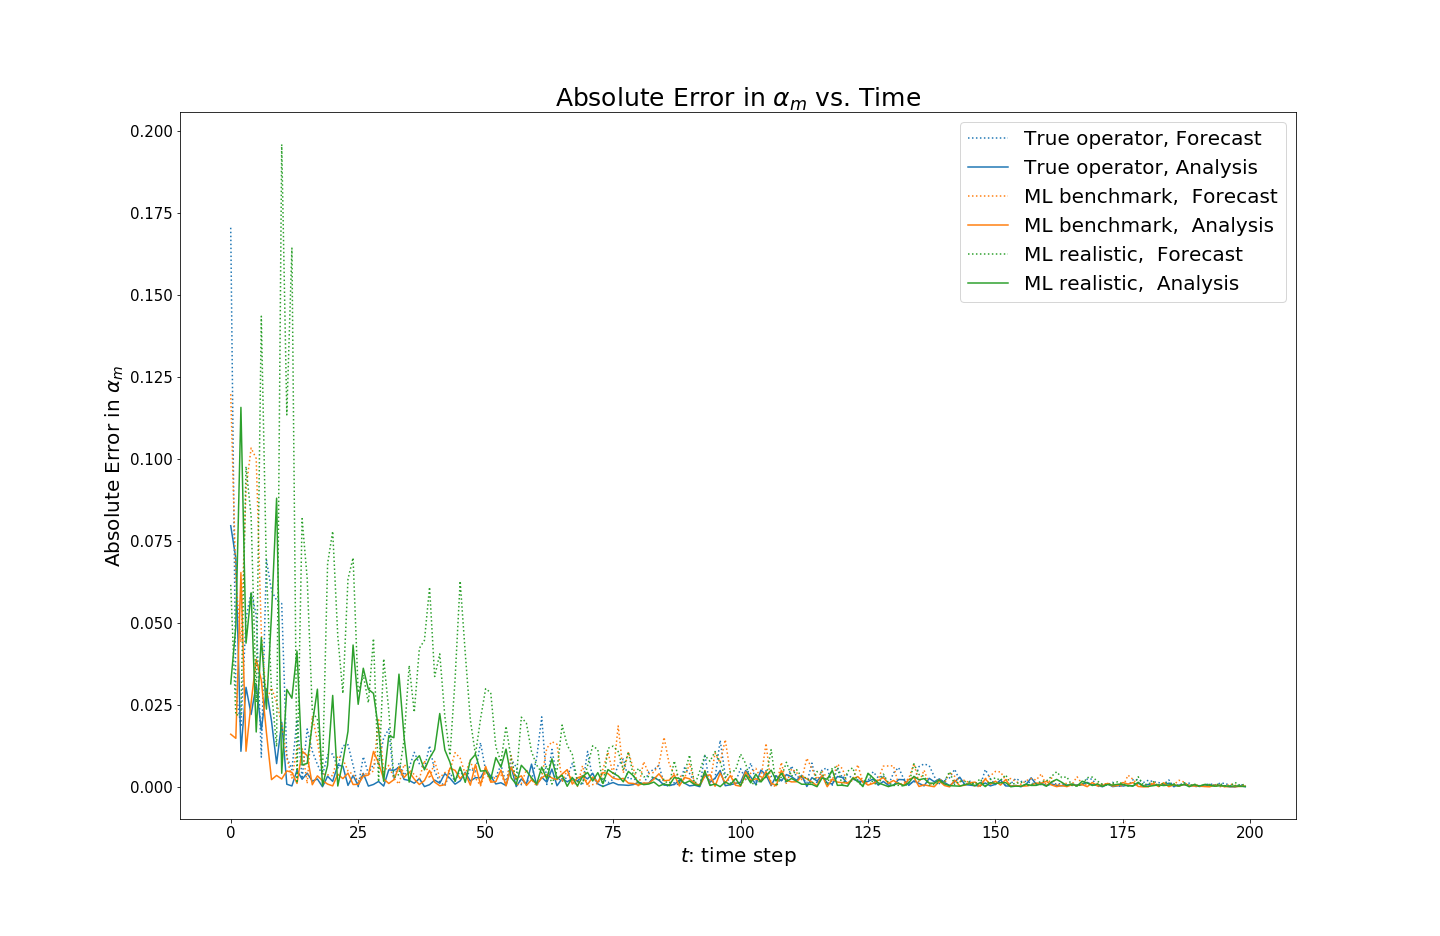 Absolute Error in αm vs. Time
True operator, Forecast
True operator, Analysis
ML benchmark,  Forecast
ML benchmark,  Analysis
ML realistic,  Forecast
ML realistic,  Analysis
Absolute Error in αm
0.200
0.175
0.150
0.125
0.100
0.075
0.050
0.025
0.000
0 25 50 75 100 125 150 175 200
t: time step